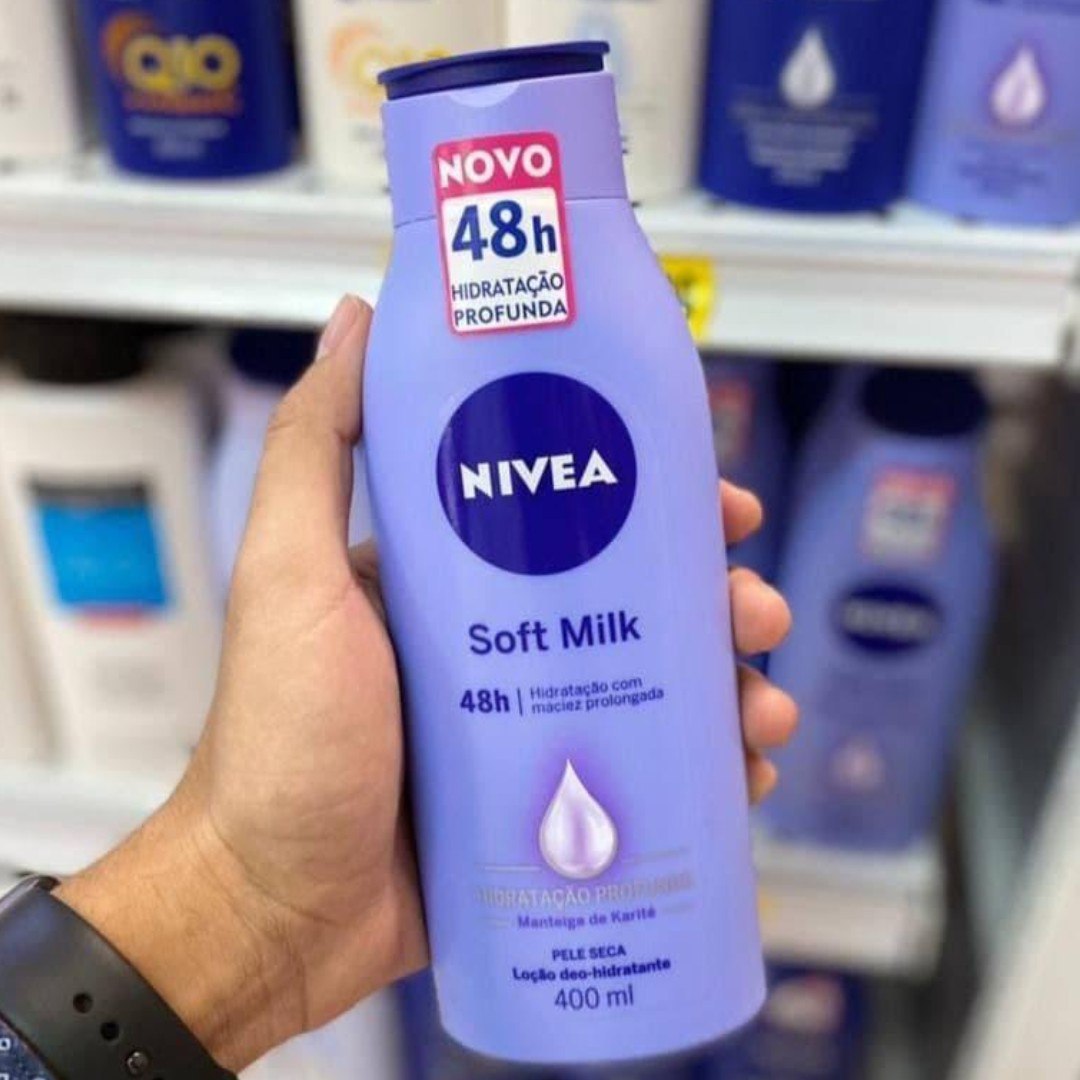 Q10
NOVO
48h
HIDRATAÇÃO
PROFUNDA
NIVEA
Soft Milk
48h | Hidratação com
maciez prolongada
HIDRATAÇÃO PROFUNDA
Manteiga de Karité
PELE SECA
Loção deo-hidratante
400 ml
NIVEA